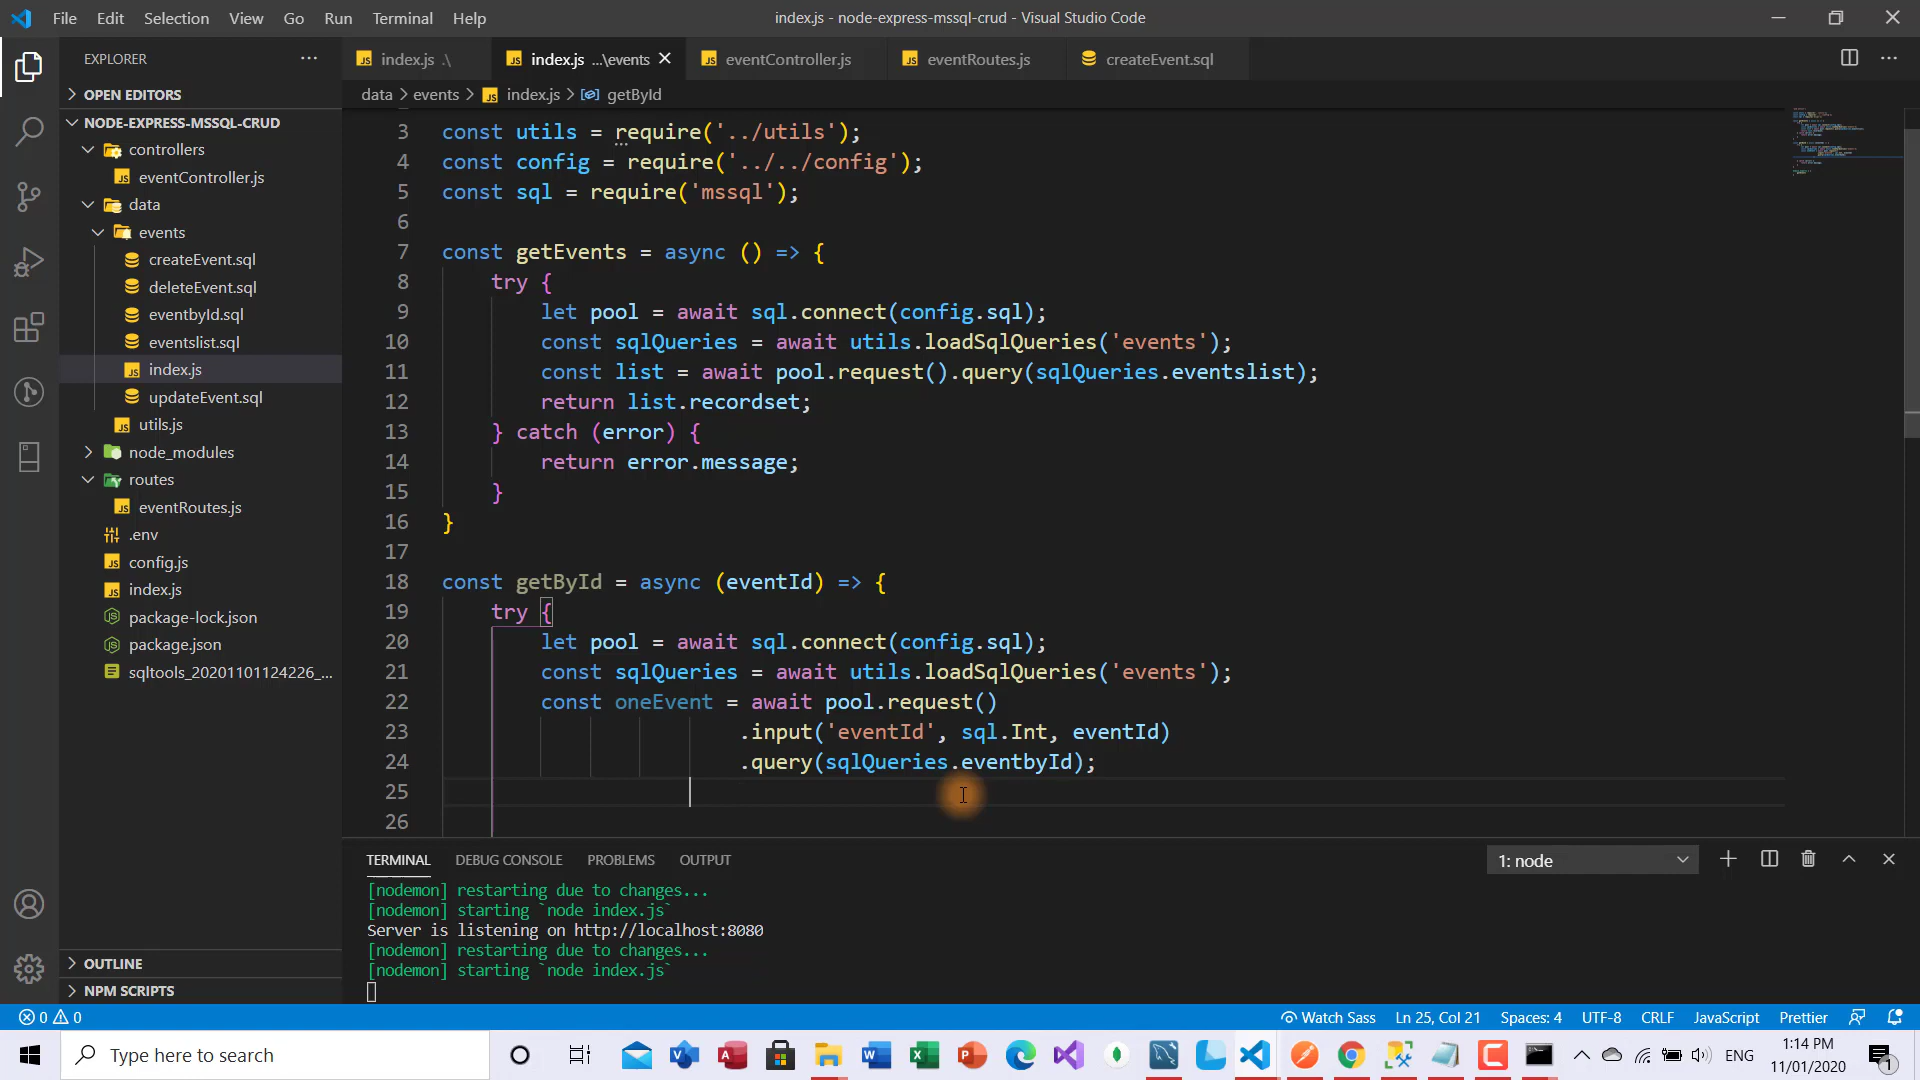 File Edit Selection View Go Run Terminal Help
index.js - node-express-mssql-crud - Visual Studio Code
EXPLORER
OPEN EDITORS
NODE-EXPRESS-MSSQL-CRUD
controllers
eventController.js
data
events
createEvent.sql
deleteEvent.sql
eventbyId.sql
eventslist.sql
index.js
updateEvent.sql
utils.js
node_modules
routes
eventRoutes.js
.env
config.js
index.js
package-lock.json
package.json
sqltools_20201101124226_...
OUTLINE
NPM SCRIPTS
index.js .\ index.js ...\events eventController.js eventRoutes.js createEvent.sql
data > events > index.js > getById
3 const utils = require('../utils');
4 const config = require('../../config');
5 const sql = require('mssql');
6
7 const getEvents = async () => {
8 try {
9 let pool = await sql.connect(config.sql);
10 const sqlQueries = await utils.loadSqlQueries('events');
11 const list = await pool.request().query(sqlQueries.eventslist);
12 return list.recordset;
13 } catch (error) {
14 return error.message;
15 }
16 }
17
18 const getById = async (eventId) => {
19 try {
20 let pool = await sql.connect(config.sql);
21 const sqlQueries = await utils.loadSqlQueries('events');
22 const oneEvent = await pool.request()
23 .input('eventId', sql.Int, eventId)
24 .query(sqlQueries.eventbyId);
25
26
TERMINAL DEBUG CONSOLE PROBLEMS OUTPUT
1: node
[nodemon] restarting due to changes...
[nodemon] starting `node index.js`
Server is listening on http://localhost:8080
[nodemon] restarting due to changes...
[nodemon] starting `node index.js`
0 0
Watch Sass Ln 25, Col 21 Spaces: 4 UTF-8 CRLF JavaScript Prettier
Type here to search
ENG
1:14 PM
11/01/2020
1